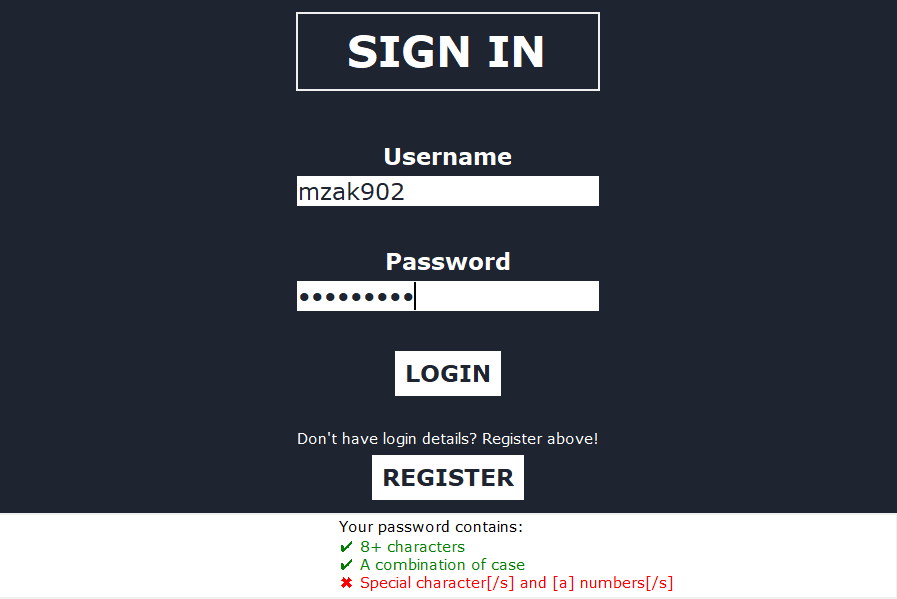 SIGN IN
Username
mzak902
Password
•••••••••
LOGIN
Don't have login details? Register above!
REGISTER
Your password contains:
✔ 8+ characters
✔ A combination of case
✖ Special character[/s] and [a] numbers[/s]